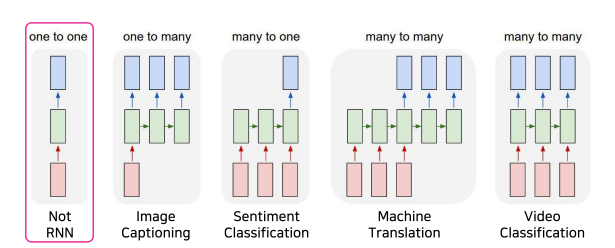 one to one
one to many
many to one
many to many
many to many
Not
RNN
Image
Captioning
Sentiment
Classification
Machine
Translation
Video
Classification